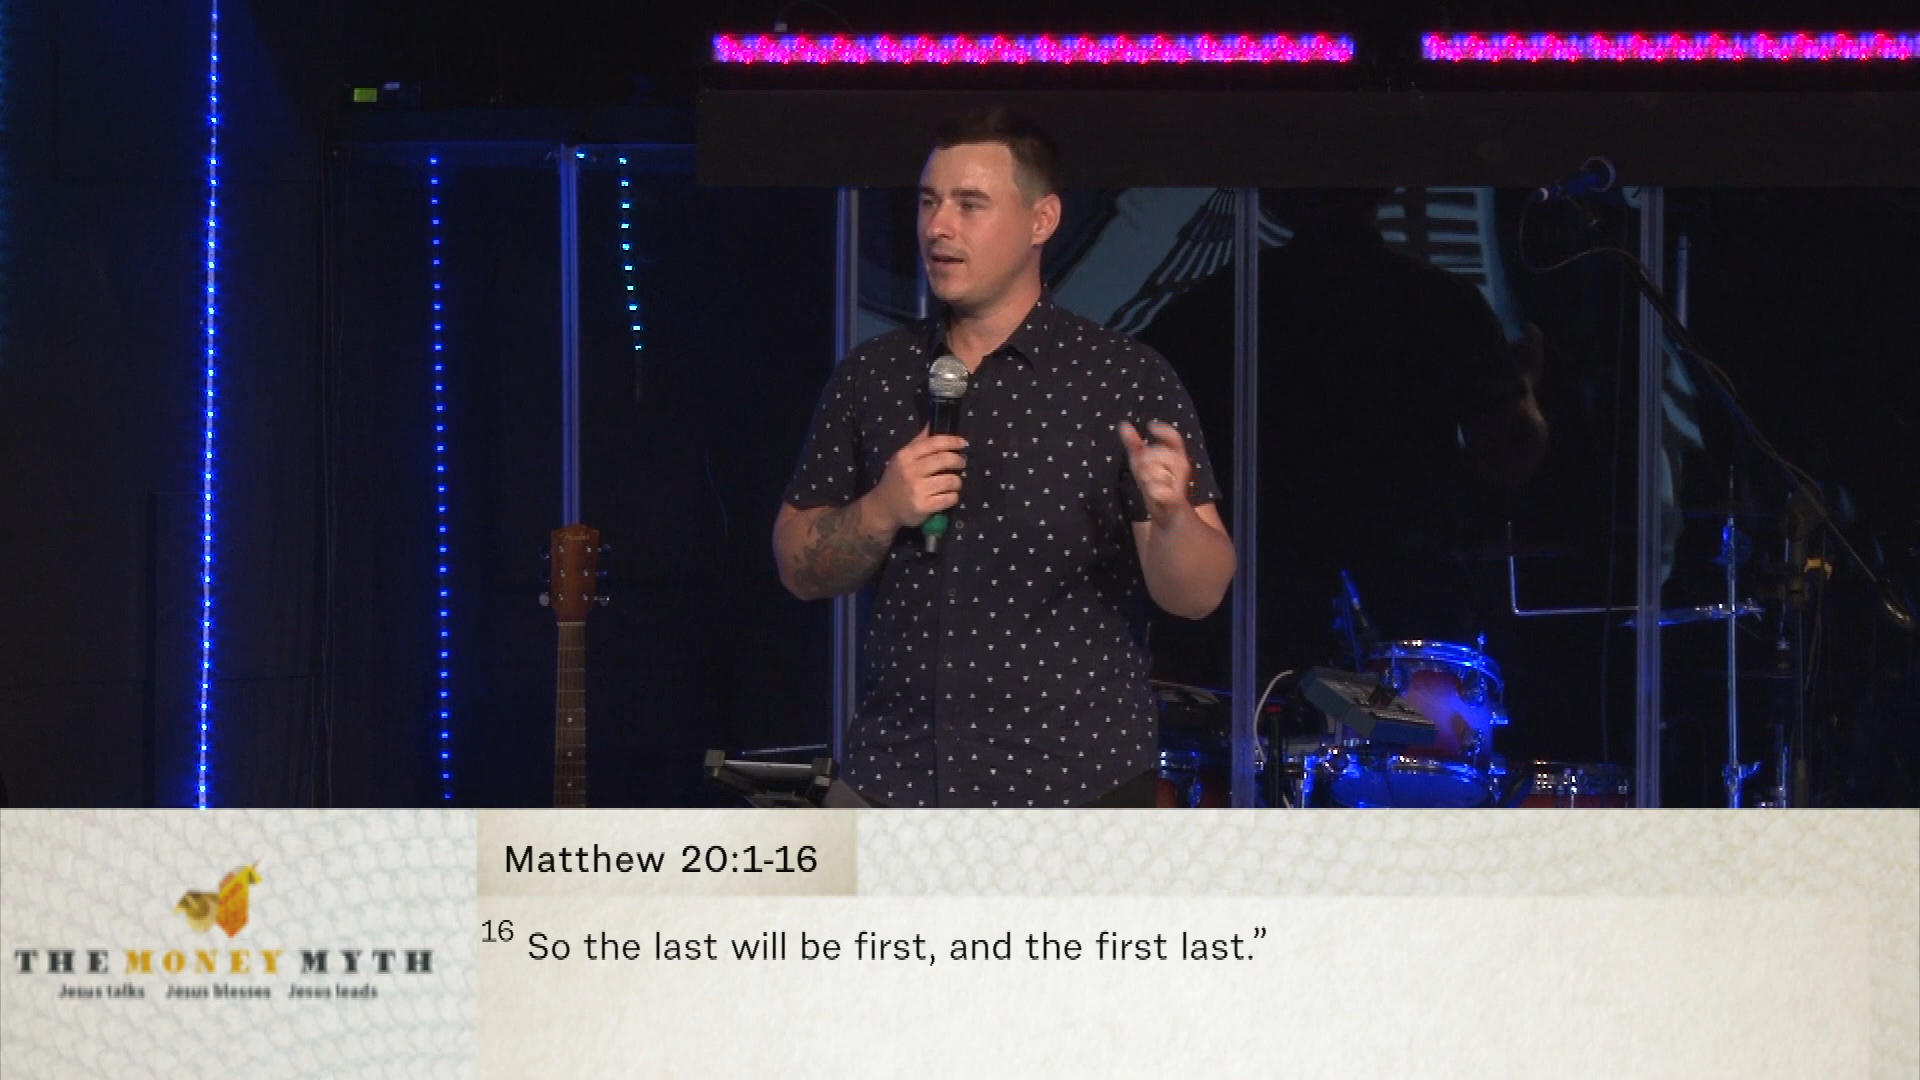 Fender
Matthew 20:1-16
16 So the last will be first, and the first last.”
THE MONEY MYTH
Jesus talks Jesus blesses Jesus leads